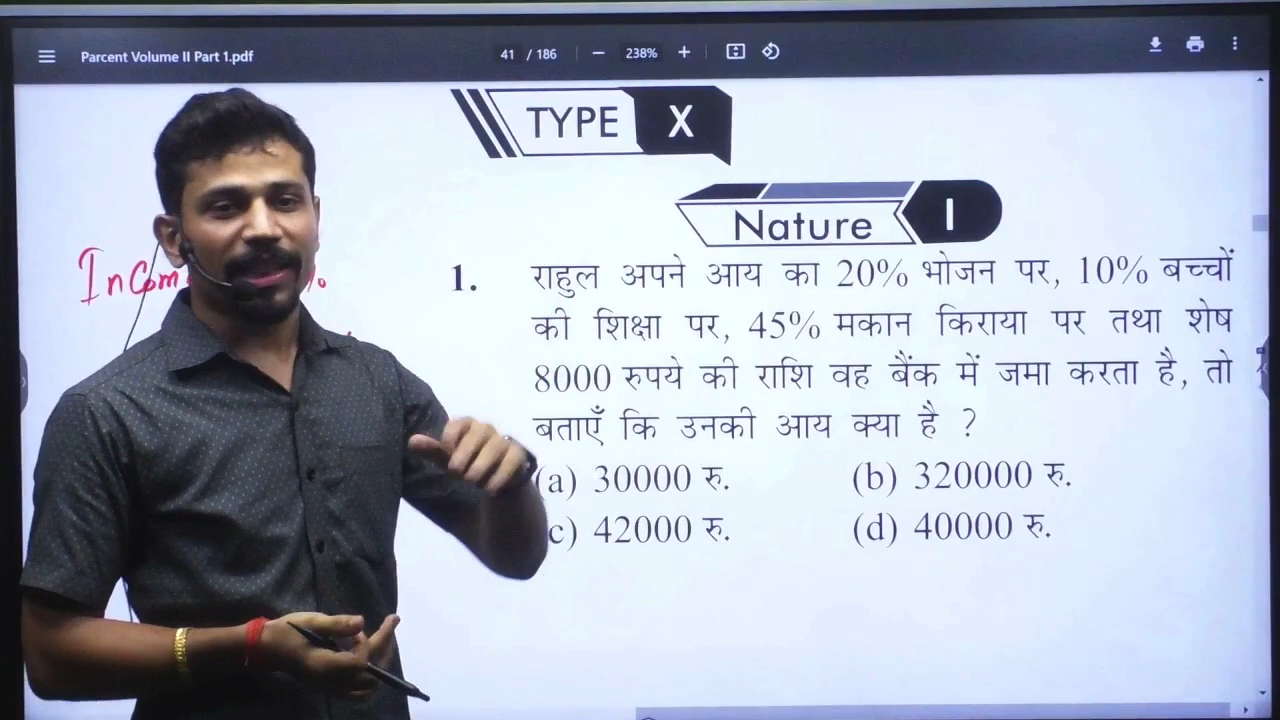 Parcent Volume II Part 1.pdf
41 / 186
238%
TYPE X
Nature I
1. राहुल अपने आय का 20% भोजन पर, 10% बच्चों
की शिक्षा पर, 45% मकान किराया पर तथा शेष
8000 रुपये की राशि वह बैंक में जमा करता है, तो
बताएँ कि उनकी आय क्या है ?
(a) 30000 रु. (b) 320000 रु.
c) 42000 रु. (d) 40000 रु.